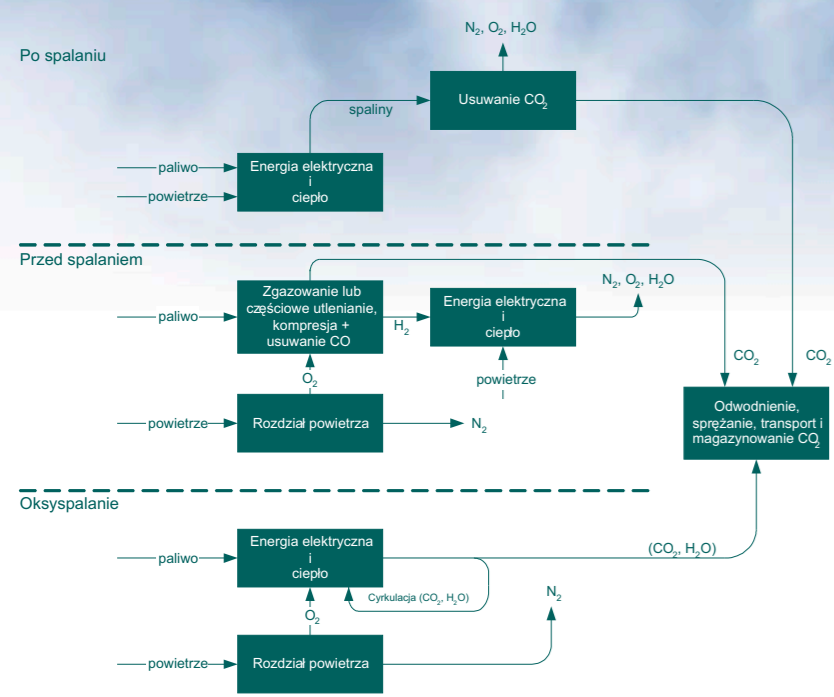 N₂, O₂, H₂O
Po spalaniu
Usuwanie CO₂
spaliny
paliwo
powietrze
Energia elektryczna
i
ciepło
Przed spalaniem
Zgazowanie lub
częściowe utlenianie,
kompresja +
usuwanie CO
paliwo
H₂
Energia elektryczna
i
ciepło
N₂, O₂, H₂O
O₂
powietrze
CO₂
CO₂
powietrze
Rozdział powietrza
N₂
Odwodnienie,
sprężanie, transport i
magazynowanie CO₂
Oksyspalanie
paliwo
Energia elektryczna
i
ciepło
(CO₂, H₂O)
Cyrkulacja (CO₂, H₂O)
N₂
O₂
powietrze
Rozdział powietrza